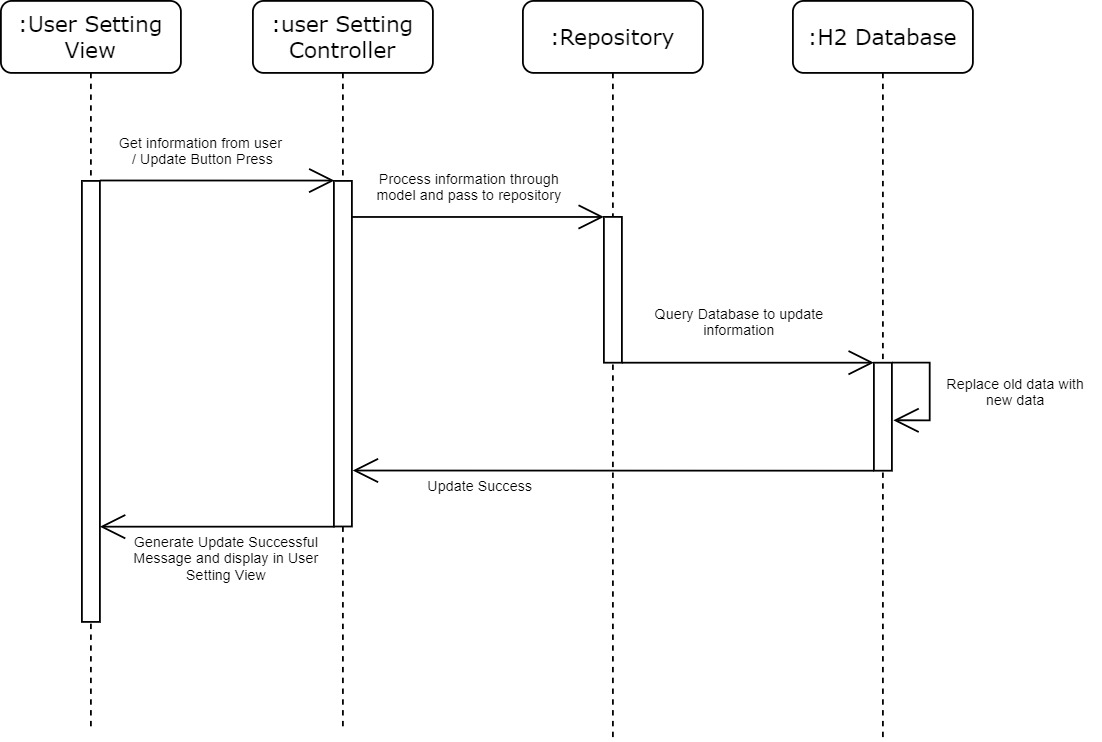 :User Setting
View
:user Setting
Controller
:Repository
:H2 Database
Get information from user
/ Update Button Press
Process information through
model and pass to repository
Query Database to update
information
Replace old data with
new data
Update Success
Generate Update Successful
Message and display in User
Setting View